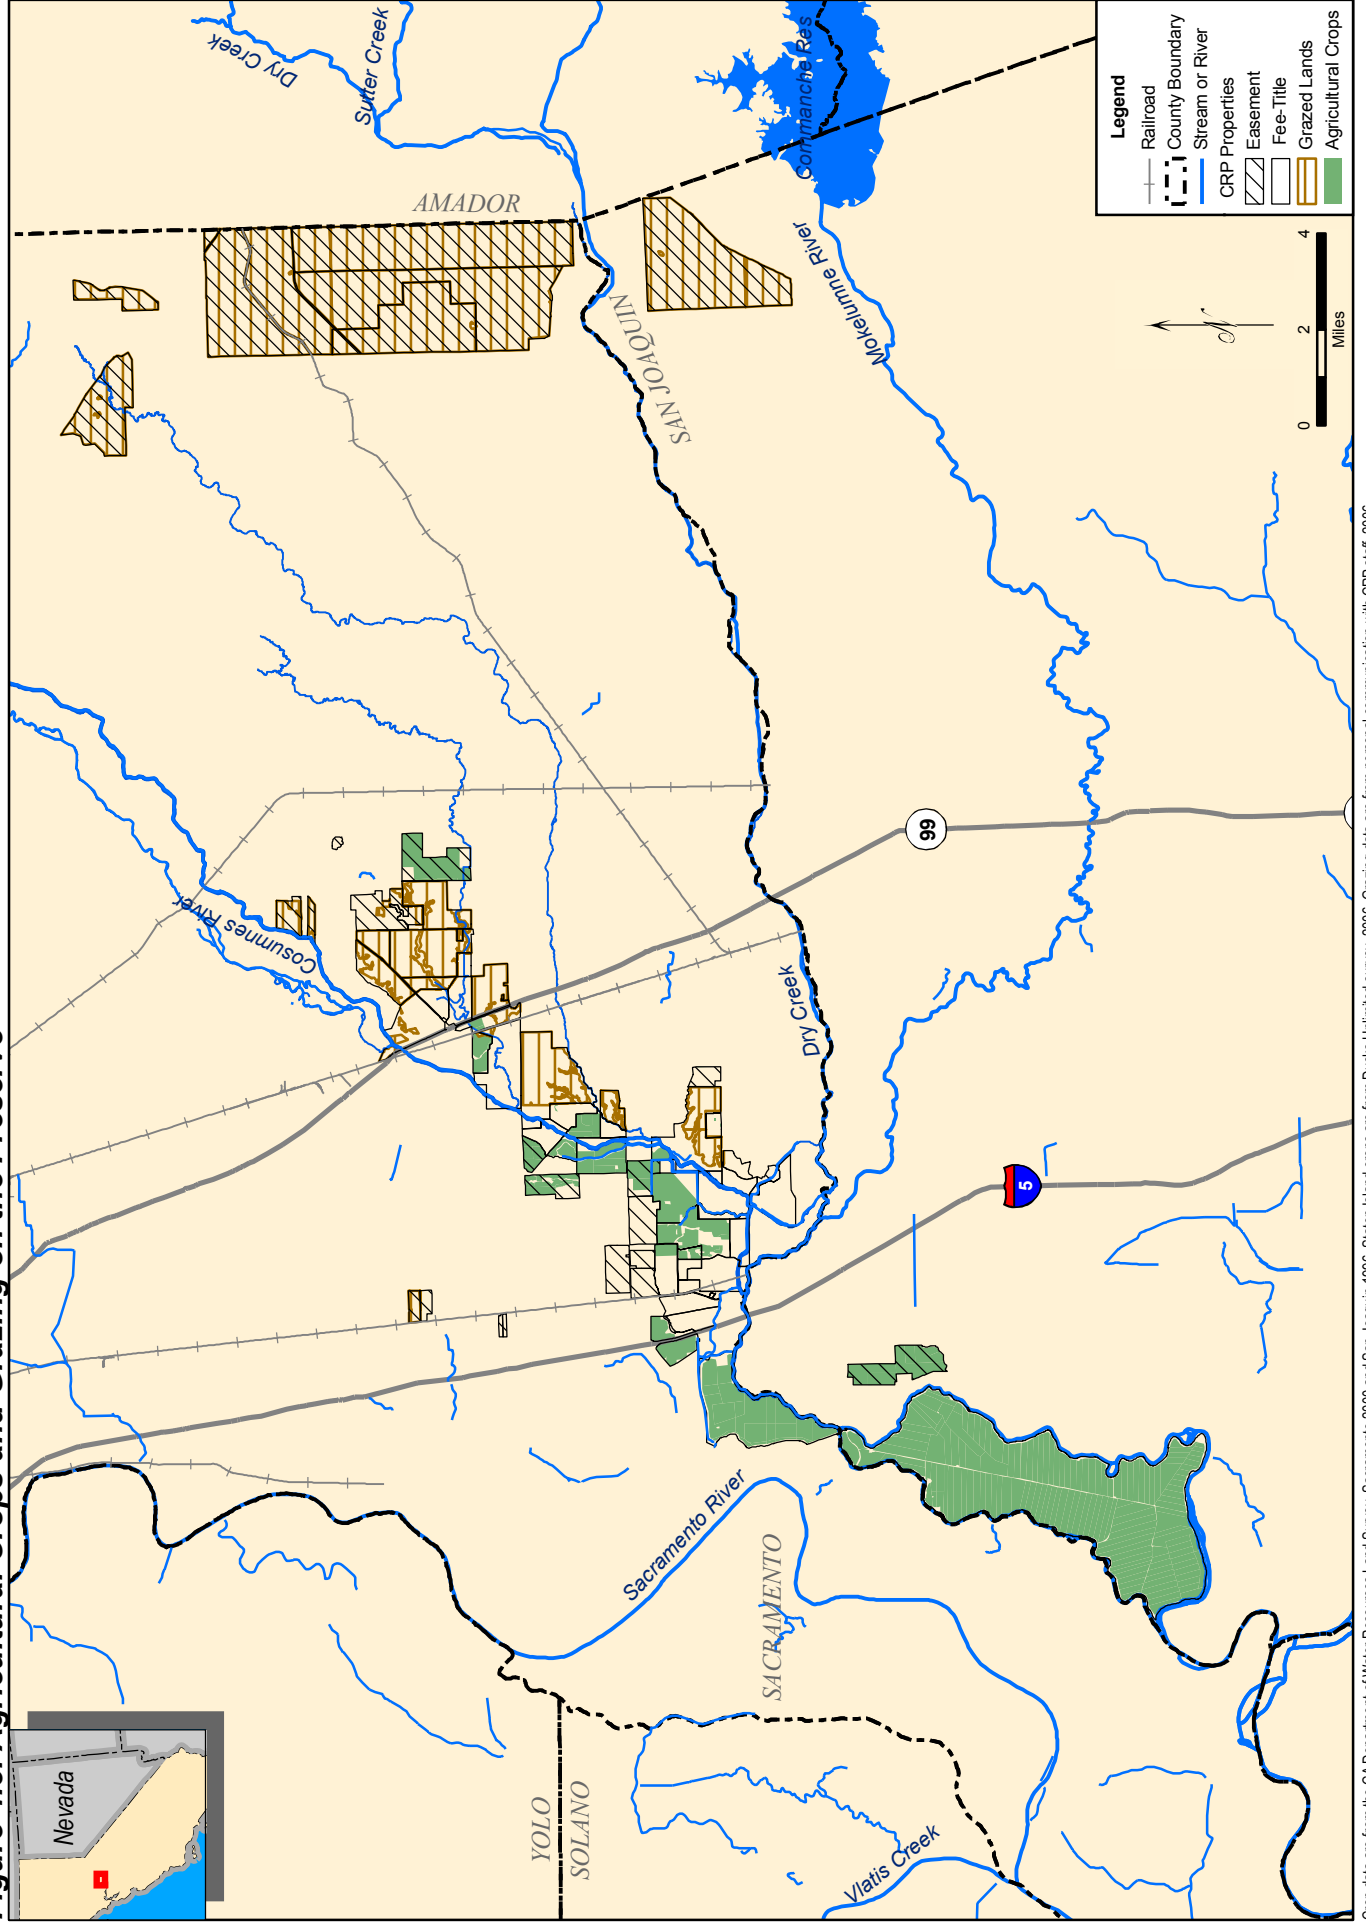 Dry Creek
Sutter Creek
Commanche Res
AMADOR
SAN JOAQUIN
Mokelumne River
Cosumnes River
Dry Creek
99
5
Sacramento River
SACRAMENTO
YOLO
SOLANO
Vlatis Creek
Nevada
Legend
Railroad
County Boundary
Stream or River
CRP Properties
Easement
Fee-Title
Grazed Lands
Agricultural Crops
0 2 4
Miles
N